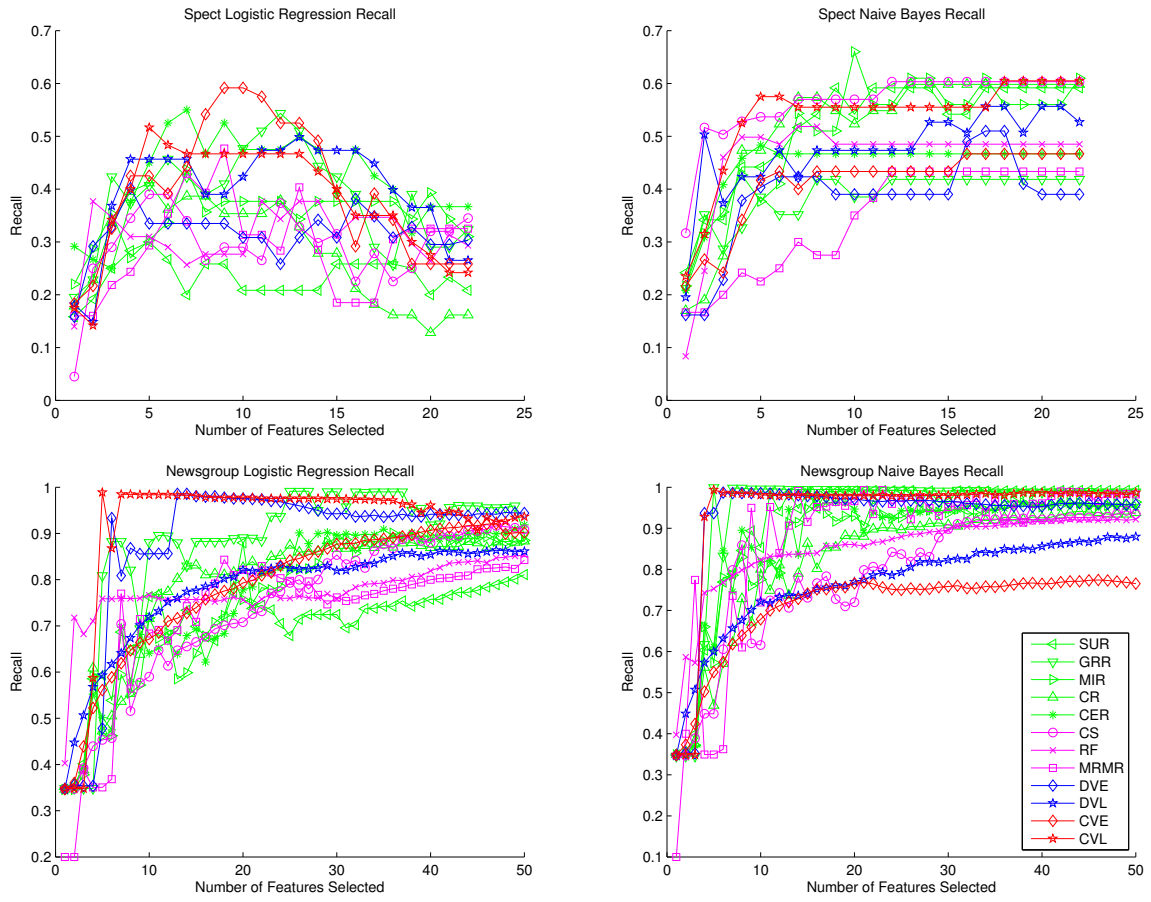 Spect Logistic Regression Recall
0.7
0.6
0.5
0.4
0.3
0.2
0.1
0
Recall
0 5 10 15 20 25
Number of Features Selected
Spect Naive Bayes Recall
0.7
0.6
0.5
0.4
0.3
0.2
0.1
0
Recall
0 5 10 15 20 25
Number of Features Selected
Newsgroup Logistic Regression Recall
1
0.9
0.8
0.7
0.6
0.5
0.4
0.3
0.2
Recall
0 10 20 30 40 50
Number of Features Selected
Newsgroup Naive Bayes Recall
1
0.9
0.8
0.7
0.6
0.5
0.4
0.3
0.2
0.1
Recall
0 10 20 30 40 50
Number of Features Selected
SUR
GRR
MIR
CR
CER
CS
RF
MRMR
DVE
DVL
CVE
CVL